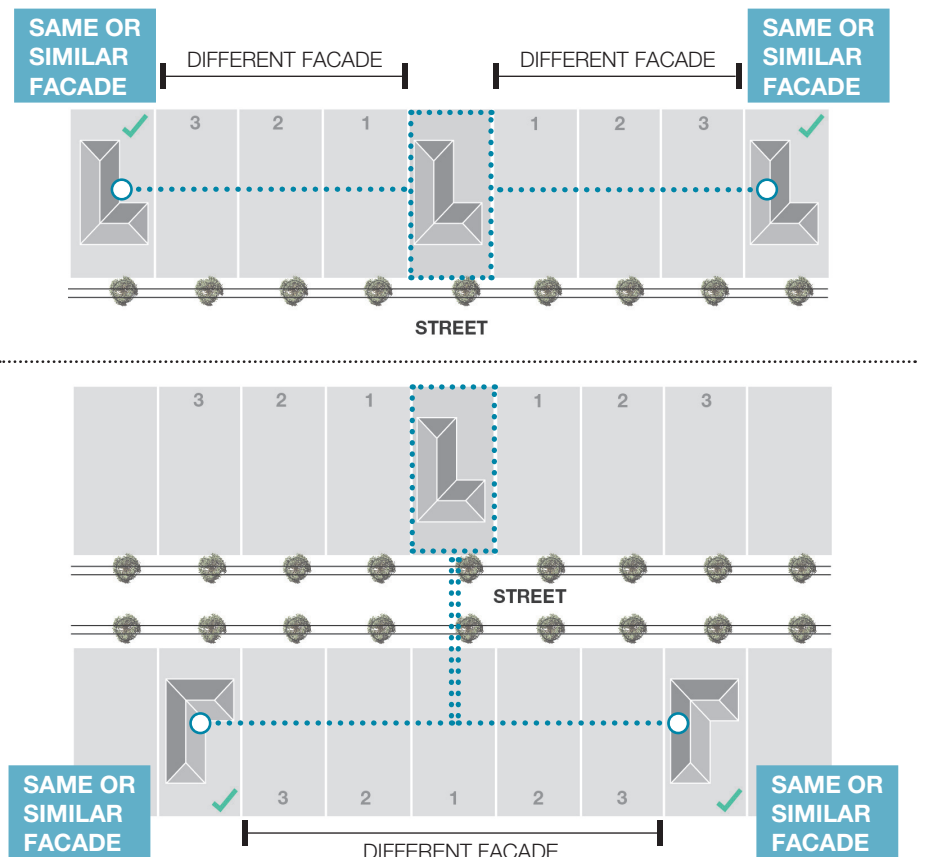 SAME OR
SIMILAR
FACADE
DIFFERENT FACADE
DIFFERENT FACADE
SAME OR
SIMILAR
FACADE
3 2 1 1 2 3
STREET
3 2 1 1 2 3
STREET
SAME OR
SIMILAR
FACADE
3 2 1 2 3
DIFFERENT FACADE
SAME OR
SIMILAR
FACADE